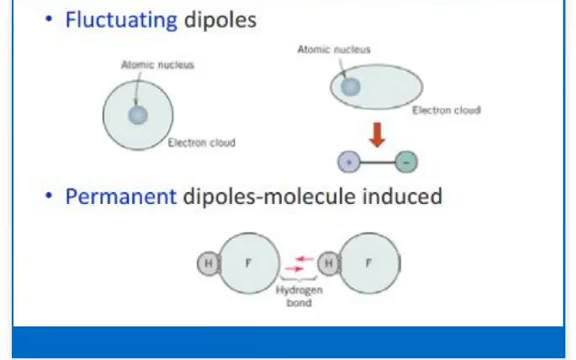 • Fluctuating dipoles
Atomic nucleus
Electron cloud
Atomic nucleus
Electron cloud
+
−
• Permanent dipoles-molecule induced
H
F
H
F
Hydrogen
bond